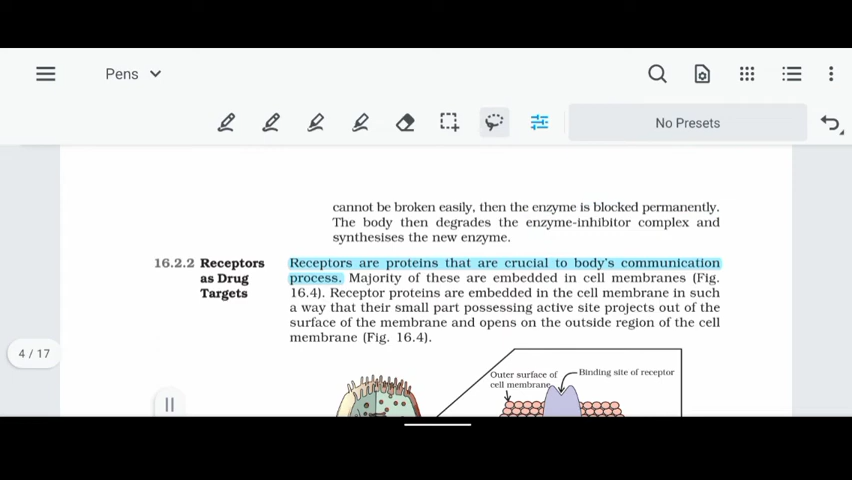 Pens
No Presets
cannot be broken easily, then the enzyme is blocked permanently.
The body then degrades the enzyme-inhibitor complex and
synthesises the new enzyme.
16.2.2 Receptors
as Drug
Targets
Receptors are proteins that are crucial to body's communication
process. Majority of these are embedded in cell membranes (Fig.
16.4). Receptor proteins are embedded in the cell membrane in such
a way that their small part possessing active site projects out of the
surface of the membrane and opens on the outside region of the cell
membrane (Fig. 16.4).
4 / 17
Outer surface of
cell membrane
Binding site of receptor